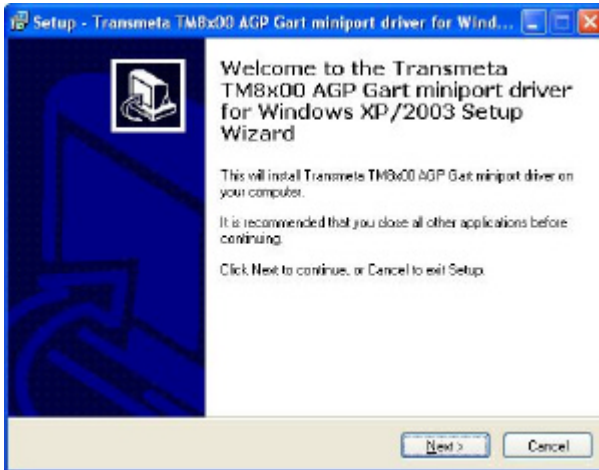 Setup - Transmeta TM8x00 AGP Gart miniport driver for Wind...
Welcome to the Transmeta
TM8x00 AGP Gart miniport driver
for Windows XP/2003 Setup
Wizard
This will install Transmeta TM8x00 AGP Gart miniport driver on
your computer.
It is recommended that you close all other applications before
continuing.
Click Next to continue, or Cancel to exit Setup.
Next >
Cancel